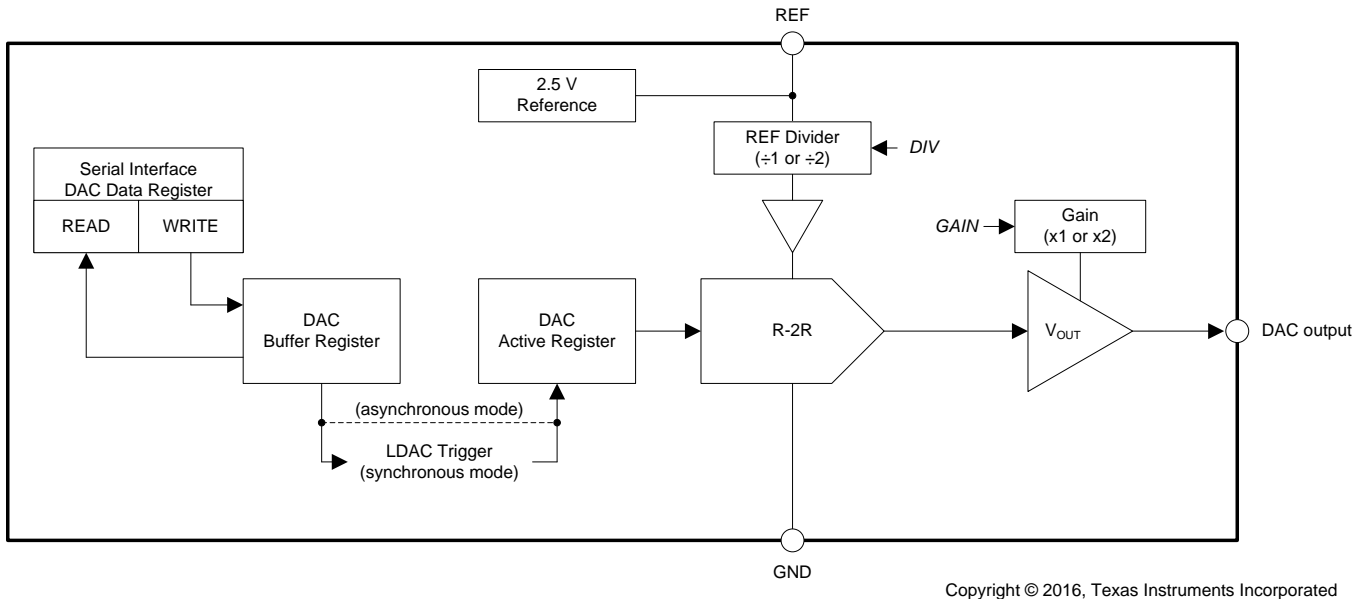 REF
2.5 V
Reference
REF Divider
(÷1 or ÷2)
DIV
Serial Interface
DAC Data Register
READ
WRITE
GAIN
Gain
(x1 or x2)
DAC
Buffer Register
DAC
Active Register
R-2R
VOUT
DAC output
(asynchronous mode)
LDAC Trigger
(synchronous mode)
GND
Copyright © 2016, Texas Instruments Incorporated